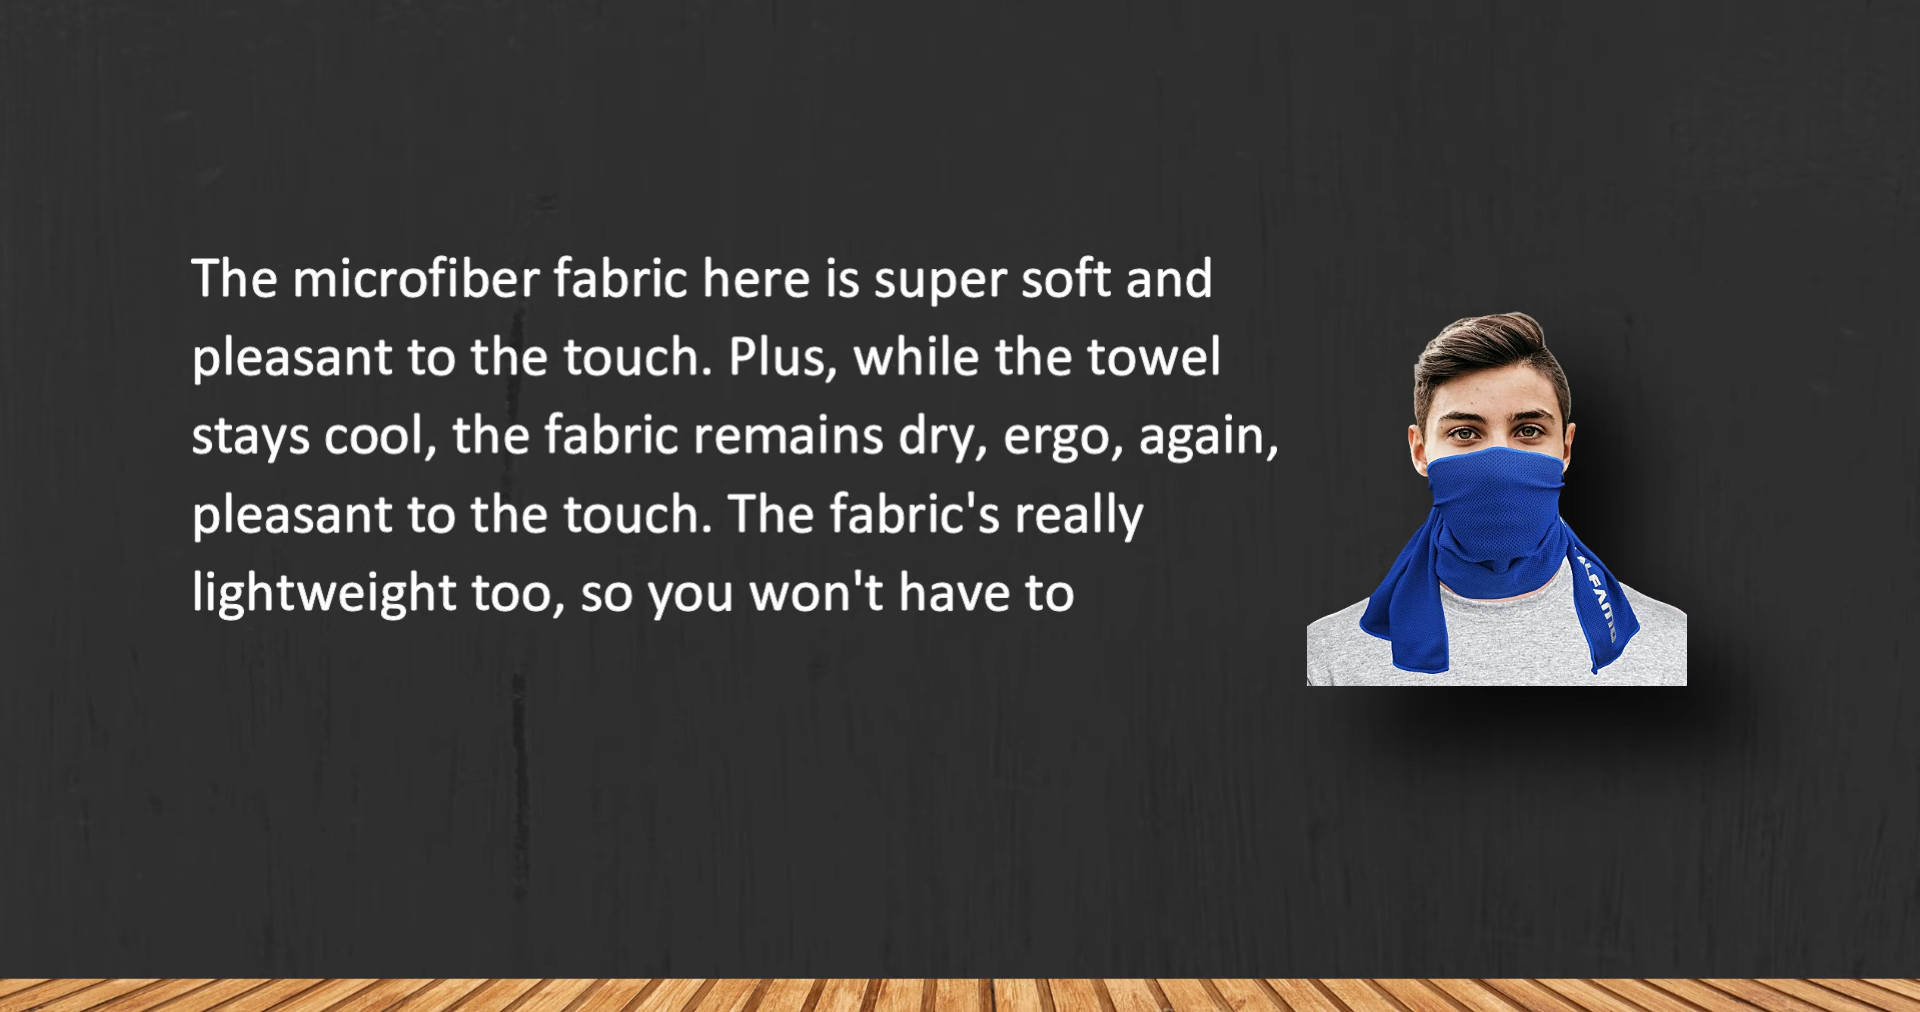 The microfiber fabric here is super soft and
pleasant to the touch. Plus, while the towel
stays cool, the fabric remains dry, ergo, again,
pleasant to the touch. The fabric's really
lightweight too, so you won't have to
ALFAMO